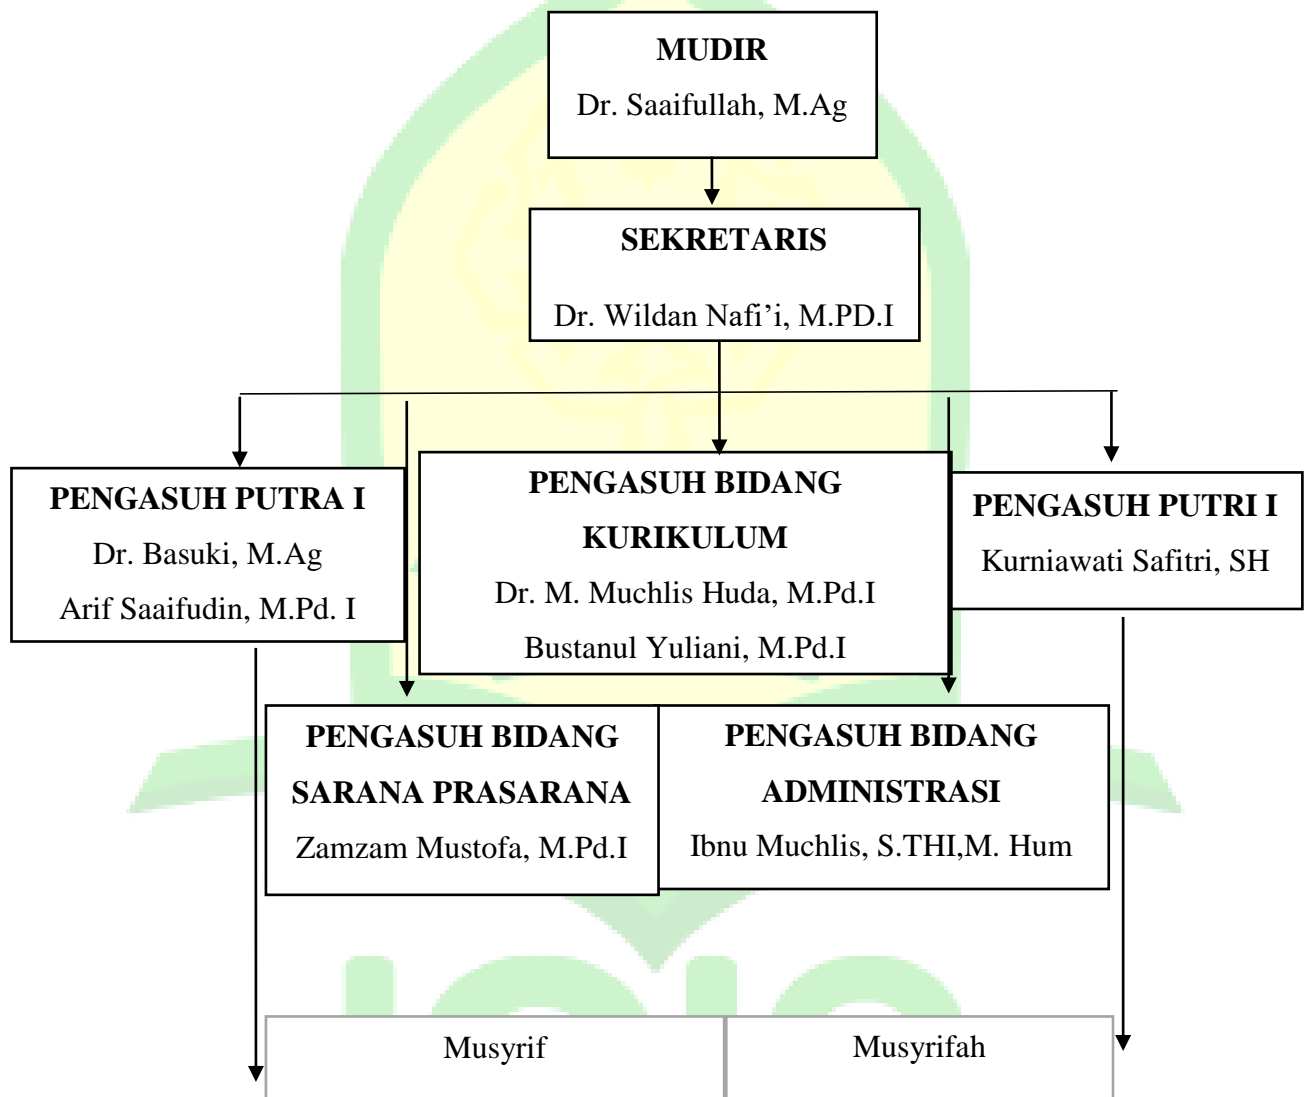 MUDIR
Dr. Saaifullah, M.Ag
SEKRETARIS
Dr. Wildan Nafi’i, M.PD.I
PENGASUH PUTRA I
Dr. Basuki, M.Ag
Arif Saaifudin, M.Pd. I
PENGASUH BIDANG
KURIKULUM
Dr. M. Muchlis Huda, M.Pd.I
Bustanul Yuliani, M.Pd.I
PENGASUH PUTRI I
Kurniawati Safitri, SH
PENGASUH BIDANG
SARANA PRASARANA
Zamzam Mustofa, M.Pd.I
PENGASUH BIDANG
ADMINISTRASI
Ibnu Muchlis, S.THI,M. Hum
Musyrif
Musyrifah